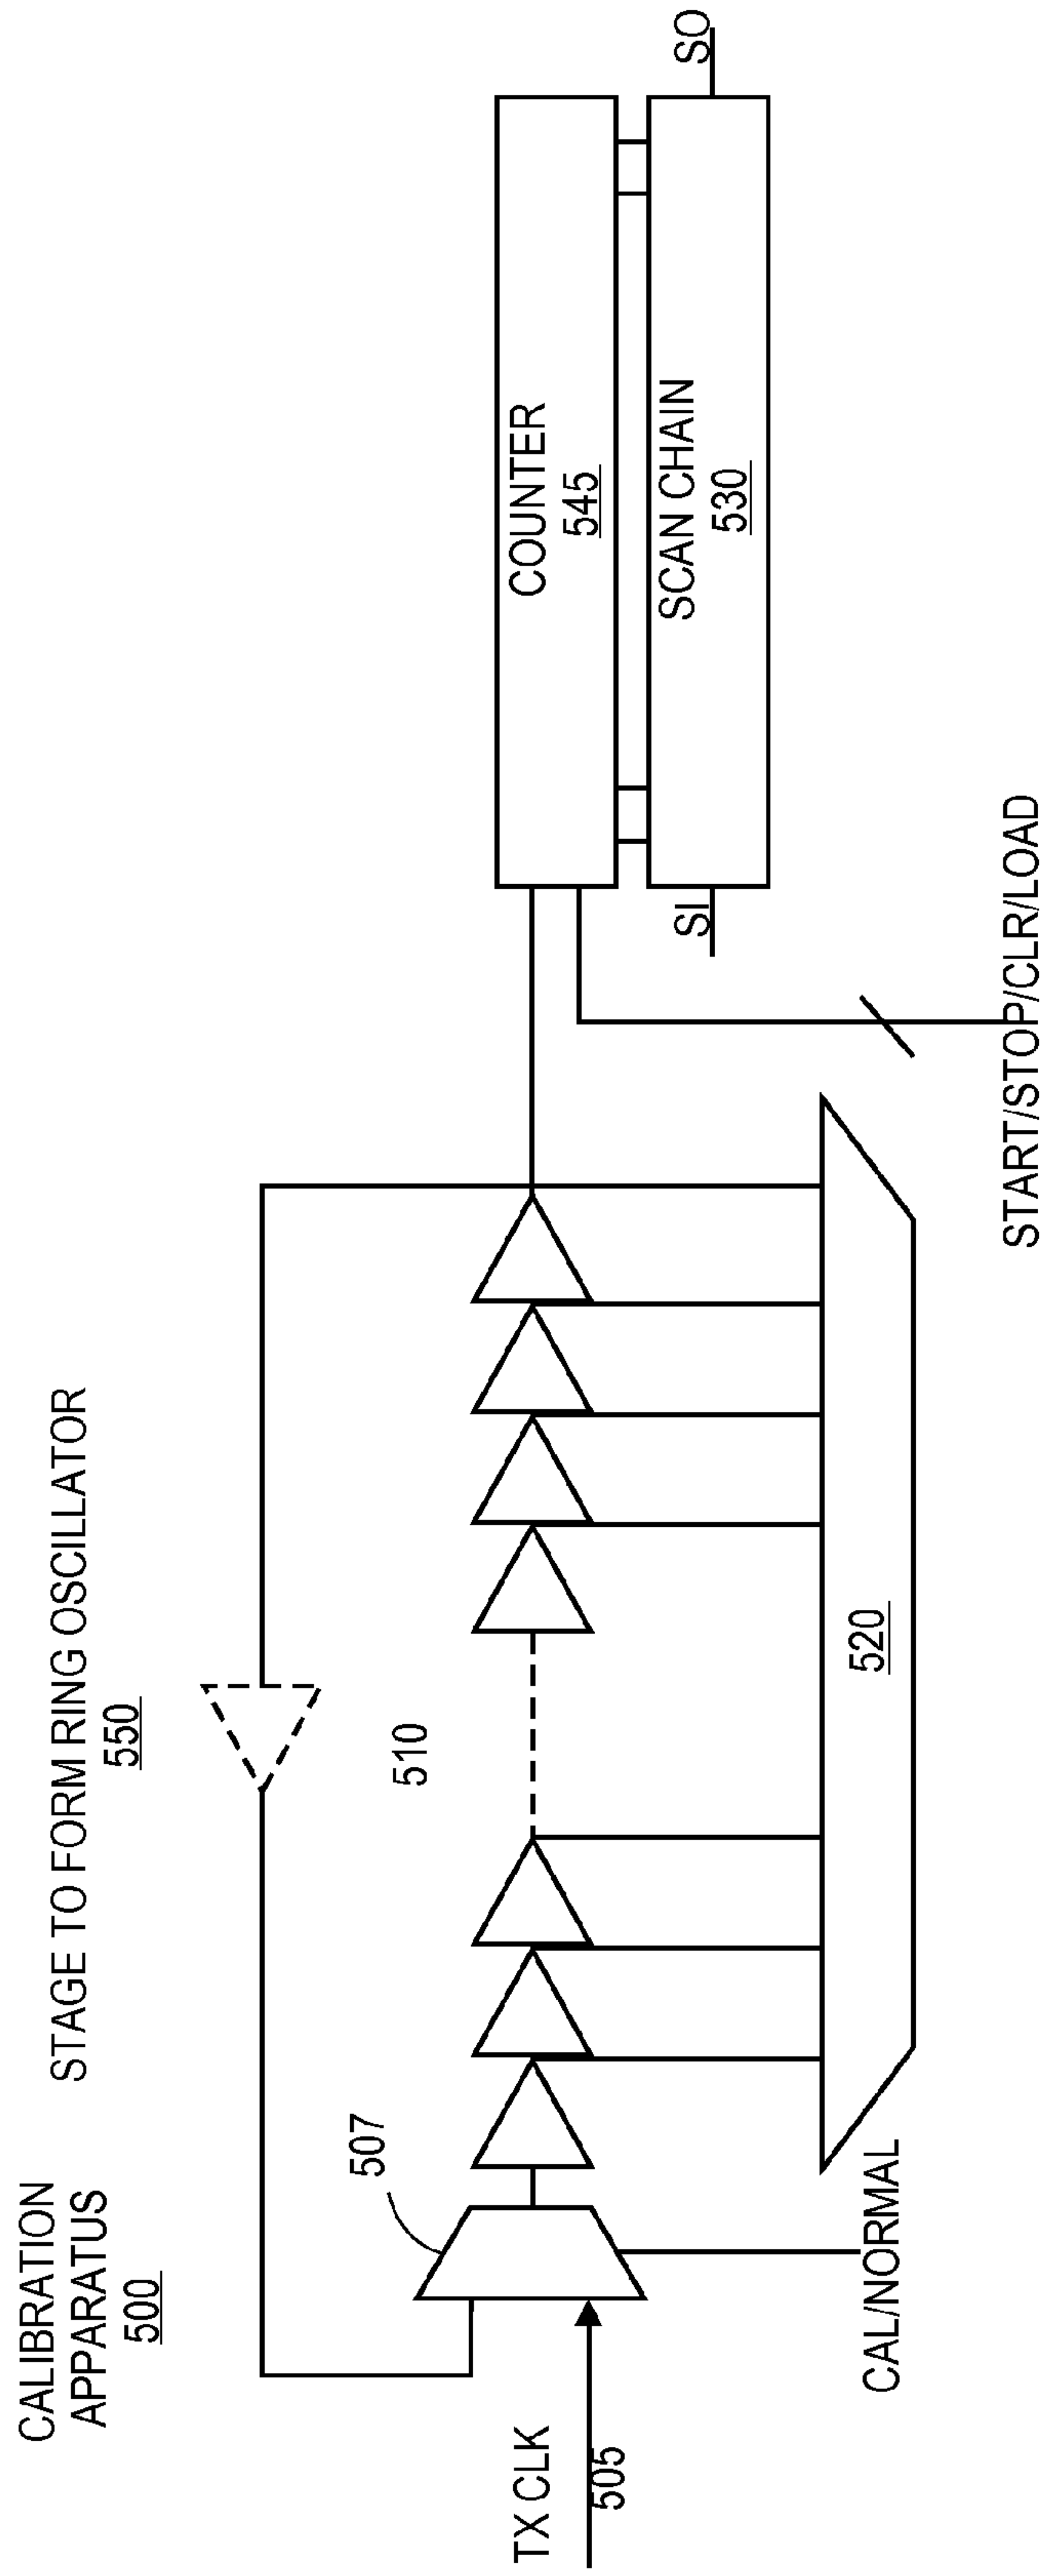 CALIBRATION
APPARATUS
500
STAGE TO FORM RING OSCILLATOR
550
507
510
TX CLK
505
CAL/NORMAL
520
COUNTER
545
SCAN CHAIN
530
SI
SO
START/STOP/CLR/LOAD